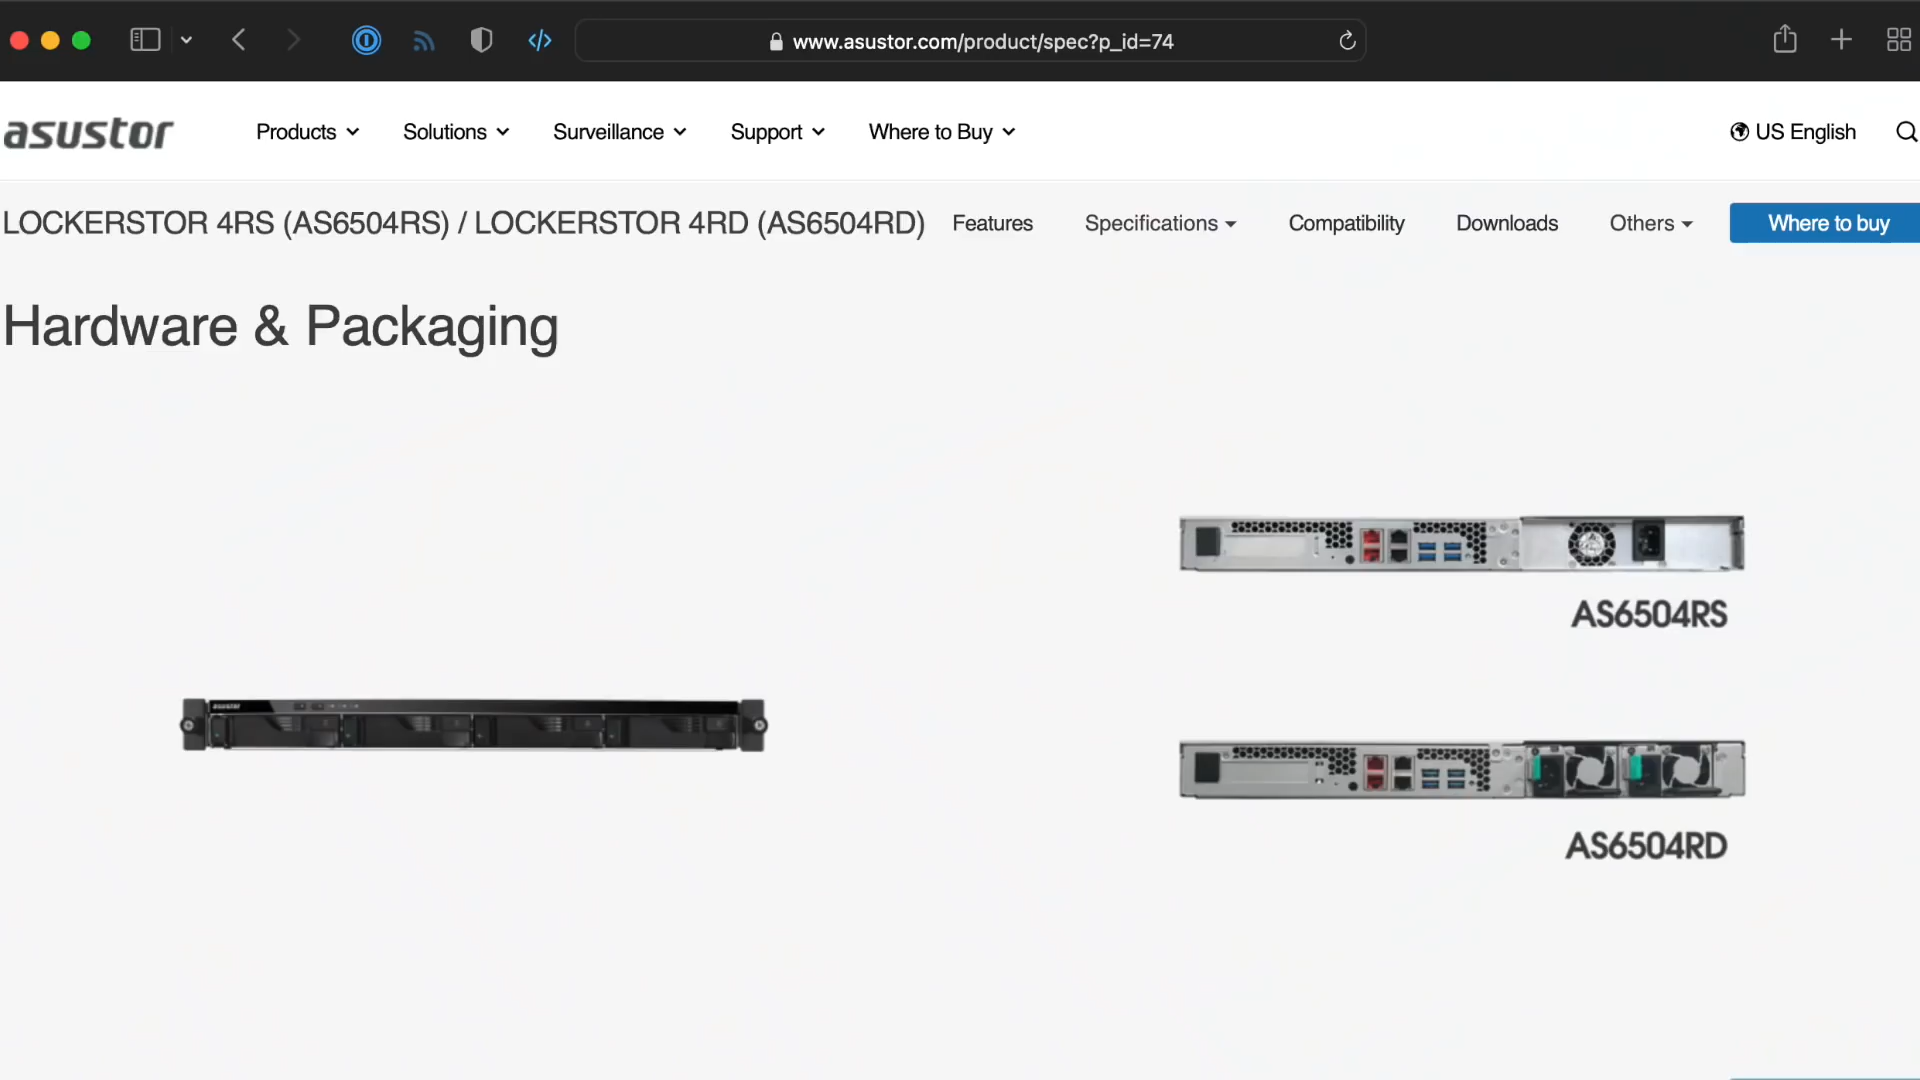 www.asustor.com/product/spec?p_id=74
asustor
Products
Solutions
Surveillance
Support
Where to Buy
US English
LOCKERSTOR 4RS (AS6504RS) / LOCKERSTOR 4RD (AS6504RD)
Features
Specifications
Compatibility
Downloads
Others
Where to buy
Hardware & Packaging
AS6504RS
asustor
AS6504RD